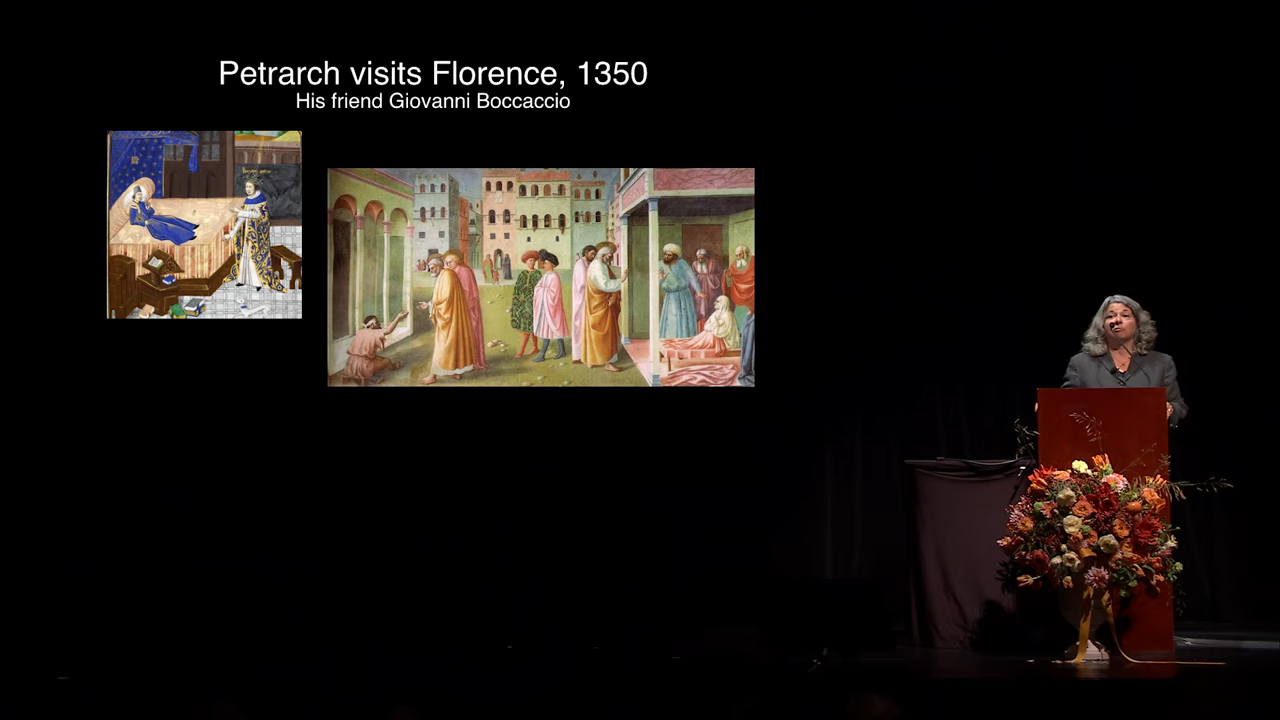 Petrarch visits Florence, 1350
His friend Giovanni Boccaccio